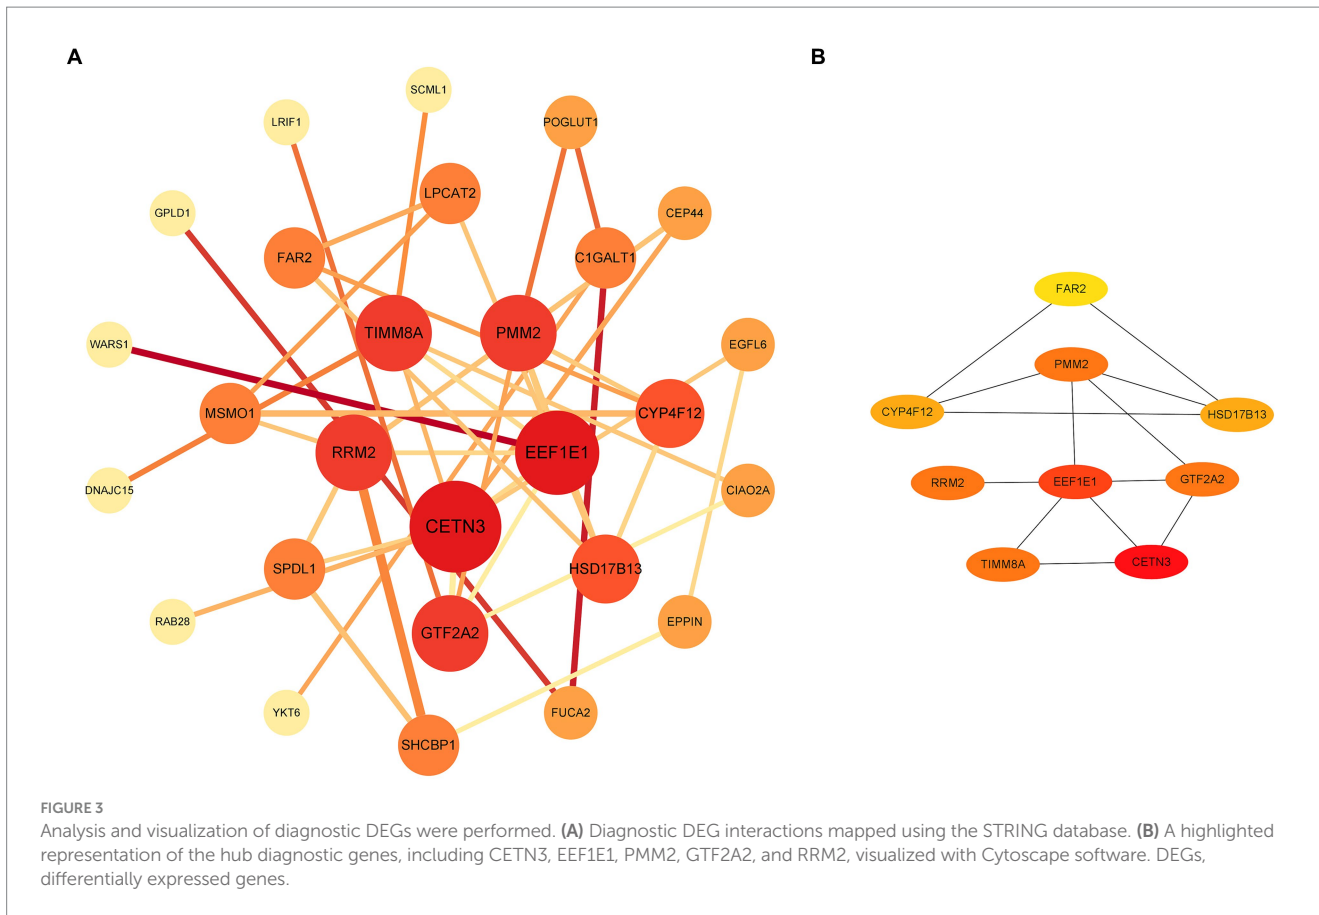 A
B
SCML1
LRIF1
POGLUT1
LPCAT2
GPLD1
CEP44
FAR2
C1GALT1
TIMM8A
PMM2
WARS1
EGFL6
MSMO1
CYP4F12
RRM2
EEF1E1
DNAJC15
CIAO2A
CETN3
SPDL1
HSD17B13
RAB28
GTF2A2
EPPIN
YKT6
FUCA2
SHCBP1
FAR2
PMM2
CYP4F12
HSD17B13
RRM2
EEF1E1
GTF2A2
TIMM8A
CETN3
FIGURE 3
Analysis and visualization of diagnostic DEGs were performed. (A) Diagnostic DEG interactions mapped using the STRING database. (B) A highlighted
representation of the hub diagnostic genes, including CETN3, EEF1E1, PMM2, GTF2A2, and RRM2, visualized with Cytoscape software. DEGs,
differentially expressed genes.